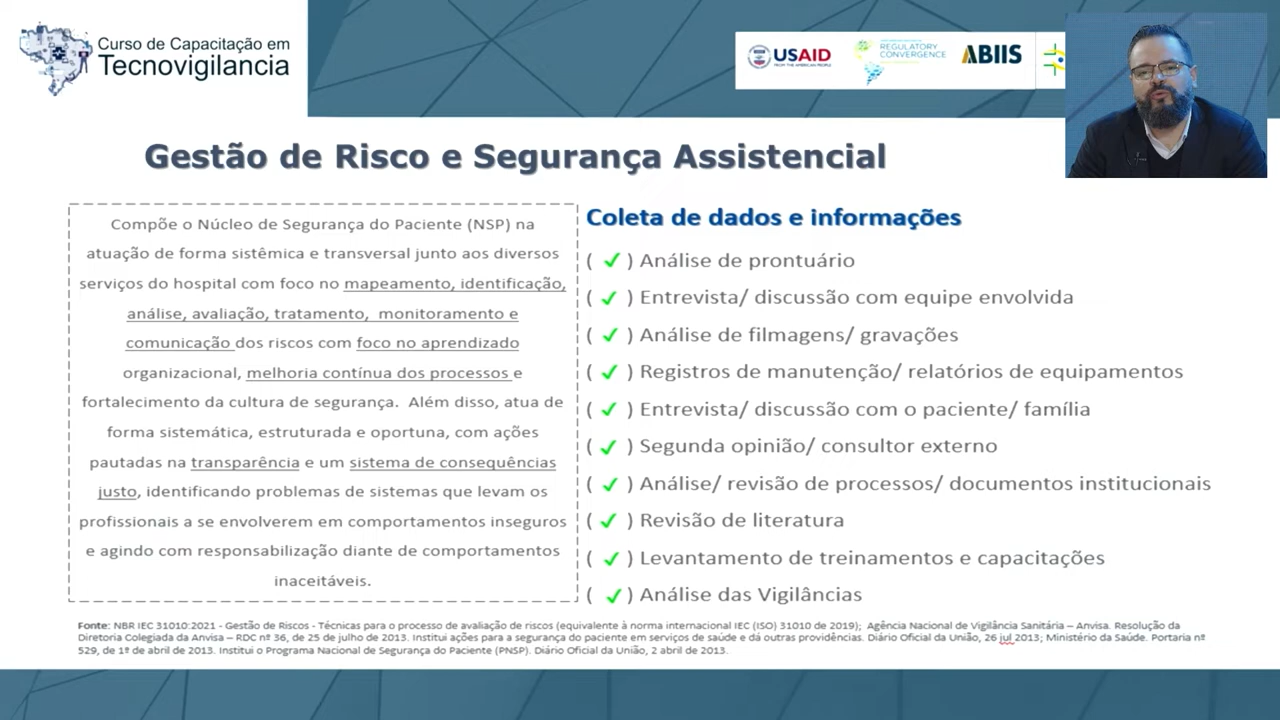 Curso de Capacitação em
Tecnovigilancia
USAID
FROM THE AMERICAN PEOPLE
REGULATORY
CONVERGENCE
ABIIS
Gestão de Risco e Segurança Assistencial
Compõe o Núcleo de Segurança do Paciente (NSP) na
atuação de forma sistêmica e transversal junto aos diversos
serviços do hospital com foco no mapeamento, identificação,
análise, avaliação, tratamento, monitoramento e
comunicação dos riscos com foco no aprendizado
organizacional, melhoria contínua dos processos e
fortalecimento da cultura de segurança. Além disso, atua de
forma sistemática, estruturada e oportuna, com ações
pautadas na transparência e um sistema de consequências
justo, identificando problemas de sistemas que levam os
profissionais a se envolverem em comportamentos inseguros
e agindo com responsabilização diante de comportamentos
inaceitáveis.
Coleta de dados e informações
( ✓ ) Análise de prontuário
( ✓ ) Entrevista/ discussão com equipe envolvida
( ✓ ) Análise de filmagens/ gravações
( ✓ ) Registros de manutenção/ relatórios de equipamentos
( ✓ ) Entrevista/ discussão com o paciente/ família
( ✓ ) Segunda opinião/ consultor externo
( ✓ ) Análise/ revisão de processos/ documentos institucionais
( ✓ ) Revisão de literatura
( ✓ ) Levantamento de treinamentos e capacitações
( ✓ ) Análise das Vigilâncias
Fonte: NBR IEC 31010:2021 - Gestão de Riscos - Técnicas para o processo de avaliação de riscos (equivalente à norma internacional IEC (ISO) 31010 de 2019); Agência Nacional de Vigilância Sanitária – Anvisa. Resolução da
Diretoria Colegiada da Anvisa – RDC nº 36, de 25 de julho de 2013. Institui ações para a segurança do paciente em serviços de saúde e dá outras providências. Diário Oficial da União, 26 jul 2013; Ministério da Saúde. Portaria nº
529, de 1º de abril de 2013. Institui o Programa Nacional de Segurança do Paciente (PNSP). Diário Oficial da União, 2 abril de 2013.